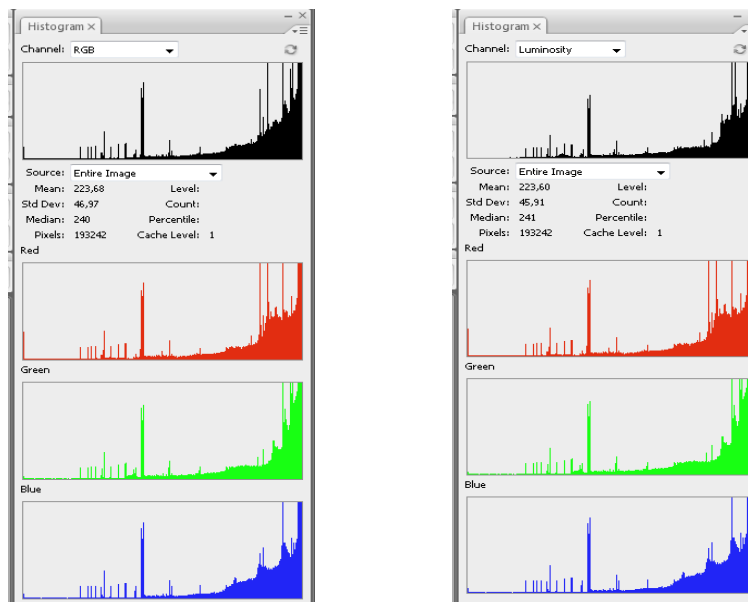 Histogram ×
Channel: RGB
Source: Entire Image
Mean: 223,68 Level:
Std Dev: 46,97 Count:
Median: 240 Percentile:
Pixels: 193242 Cache Level: 1
Red
Green
Blue
Histogram ×
Channel: Luminosity
Source: Entire Image
Mean: 223,60 Level:
Std Dev: 45,91 Count:
Median: 241 Percentile:
Pixels: 193242 Cache Level: 1
Red
Green
Blue